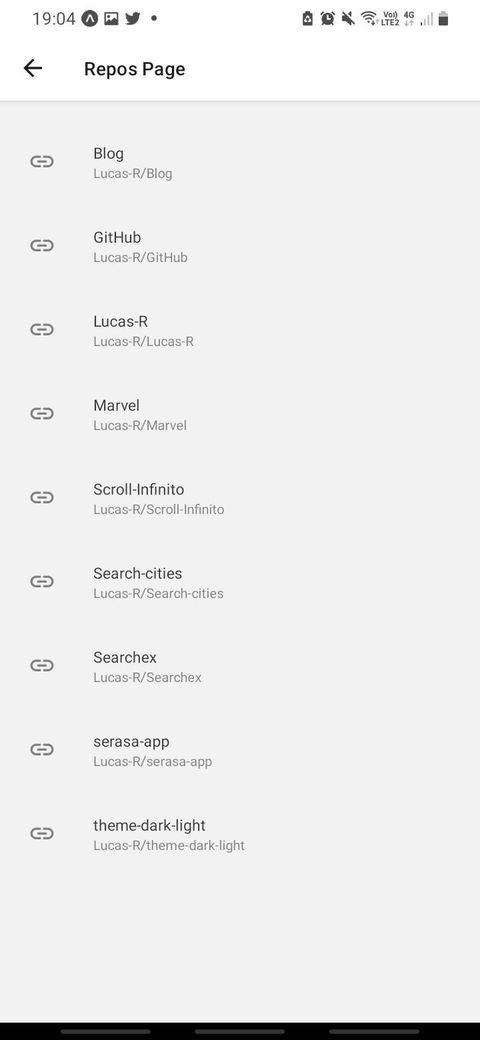 19:04
Vo)) 4G
LTE2
Repos Page
Blog
Lucas-R/Blog
GitHub
Lucas-R/GitHub
Lucas-R
Lucas-R/Lucas-R
Marvel
Lucas-R/Marvel
Scroll-Infinito
Lucas-R/Scroll-Infinito
Search-cities
Lucas-R/Search-cities
Searchex
Lucas-R/Searchex
serasa-app
Lucas-R/serasa-app
theme-dark-light
Lucas-R/theme-dark-light